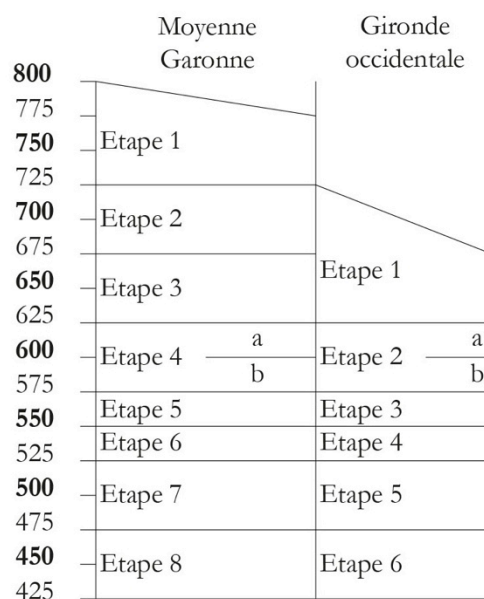 Moyenne Garonne
Gironde occidentale
800
775
750
725
700
675
650
625
600
575
550
525
500
475
450
425
Etape 1
Etape 2
Etape 3
Etape 4 a b
Etape 5
Etape 6
Etape 7
Etape 8
Etape 1
Etape 2 a b
Etape 3
Etape 4
Etape 5
Etape 6